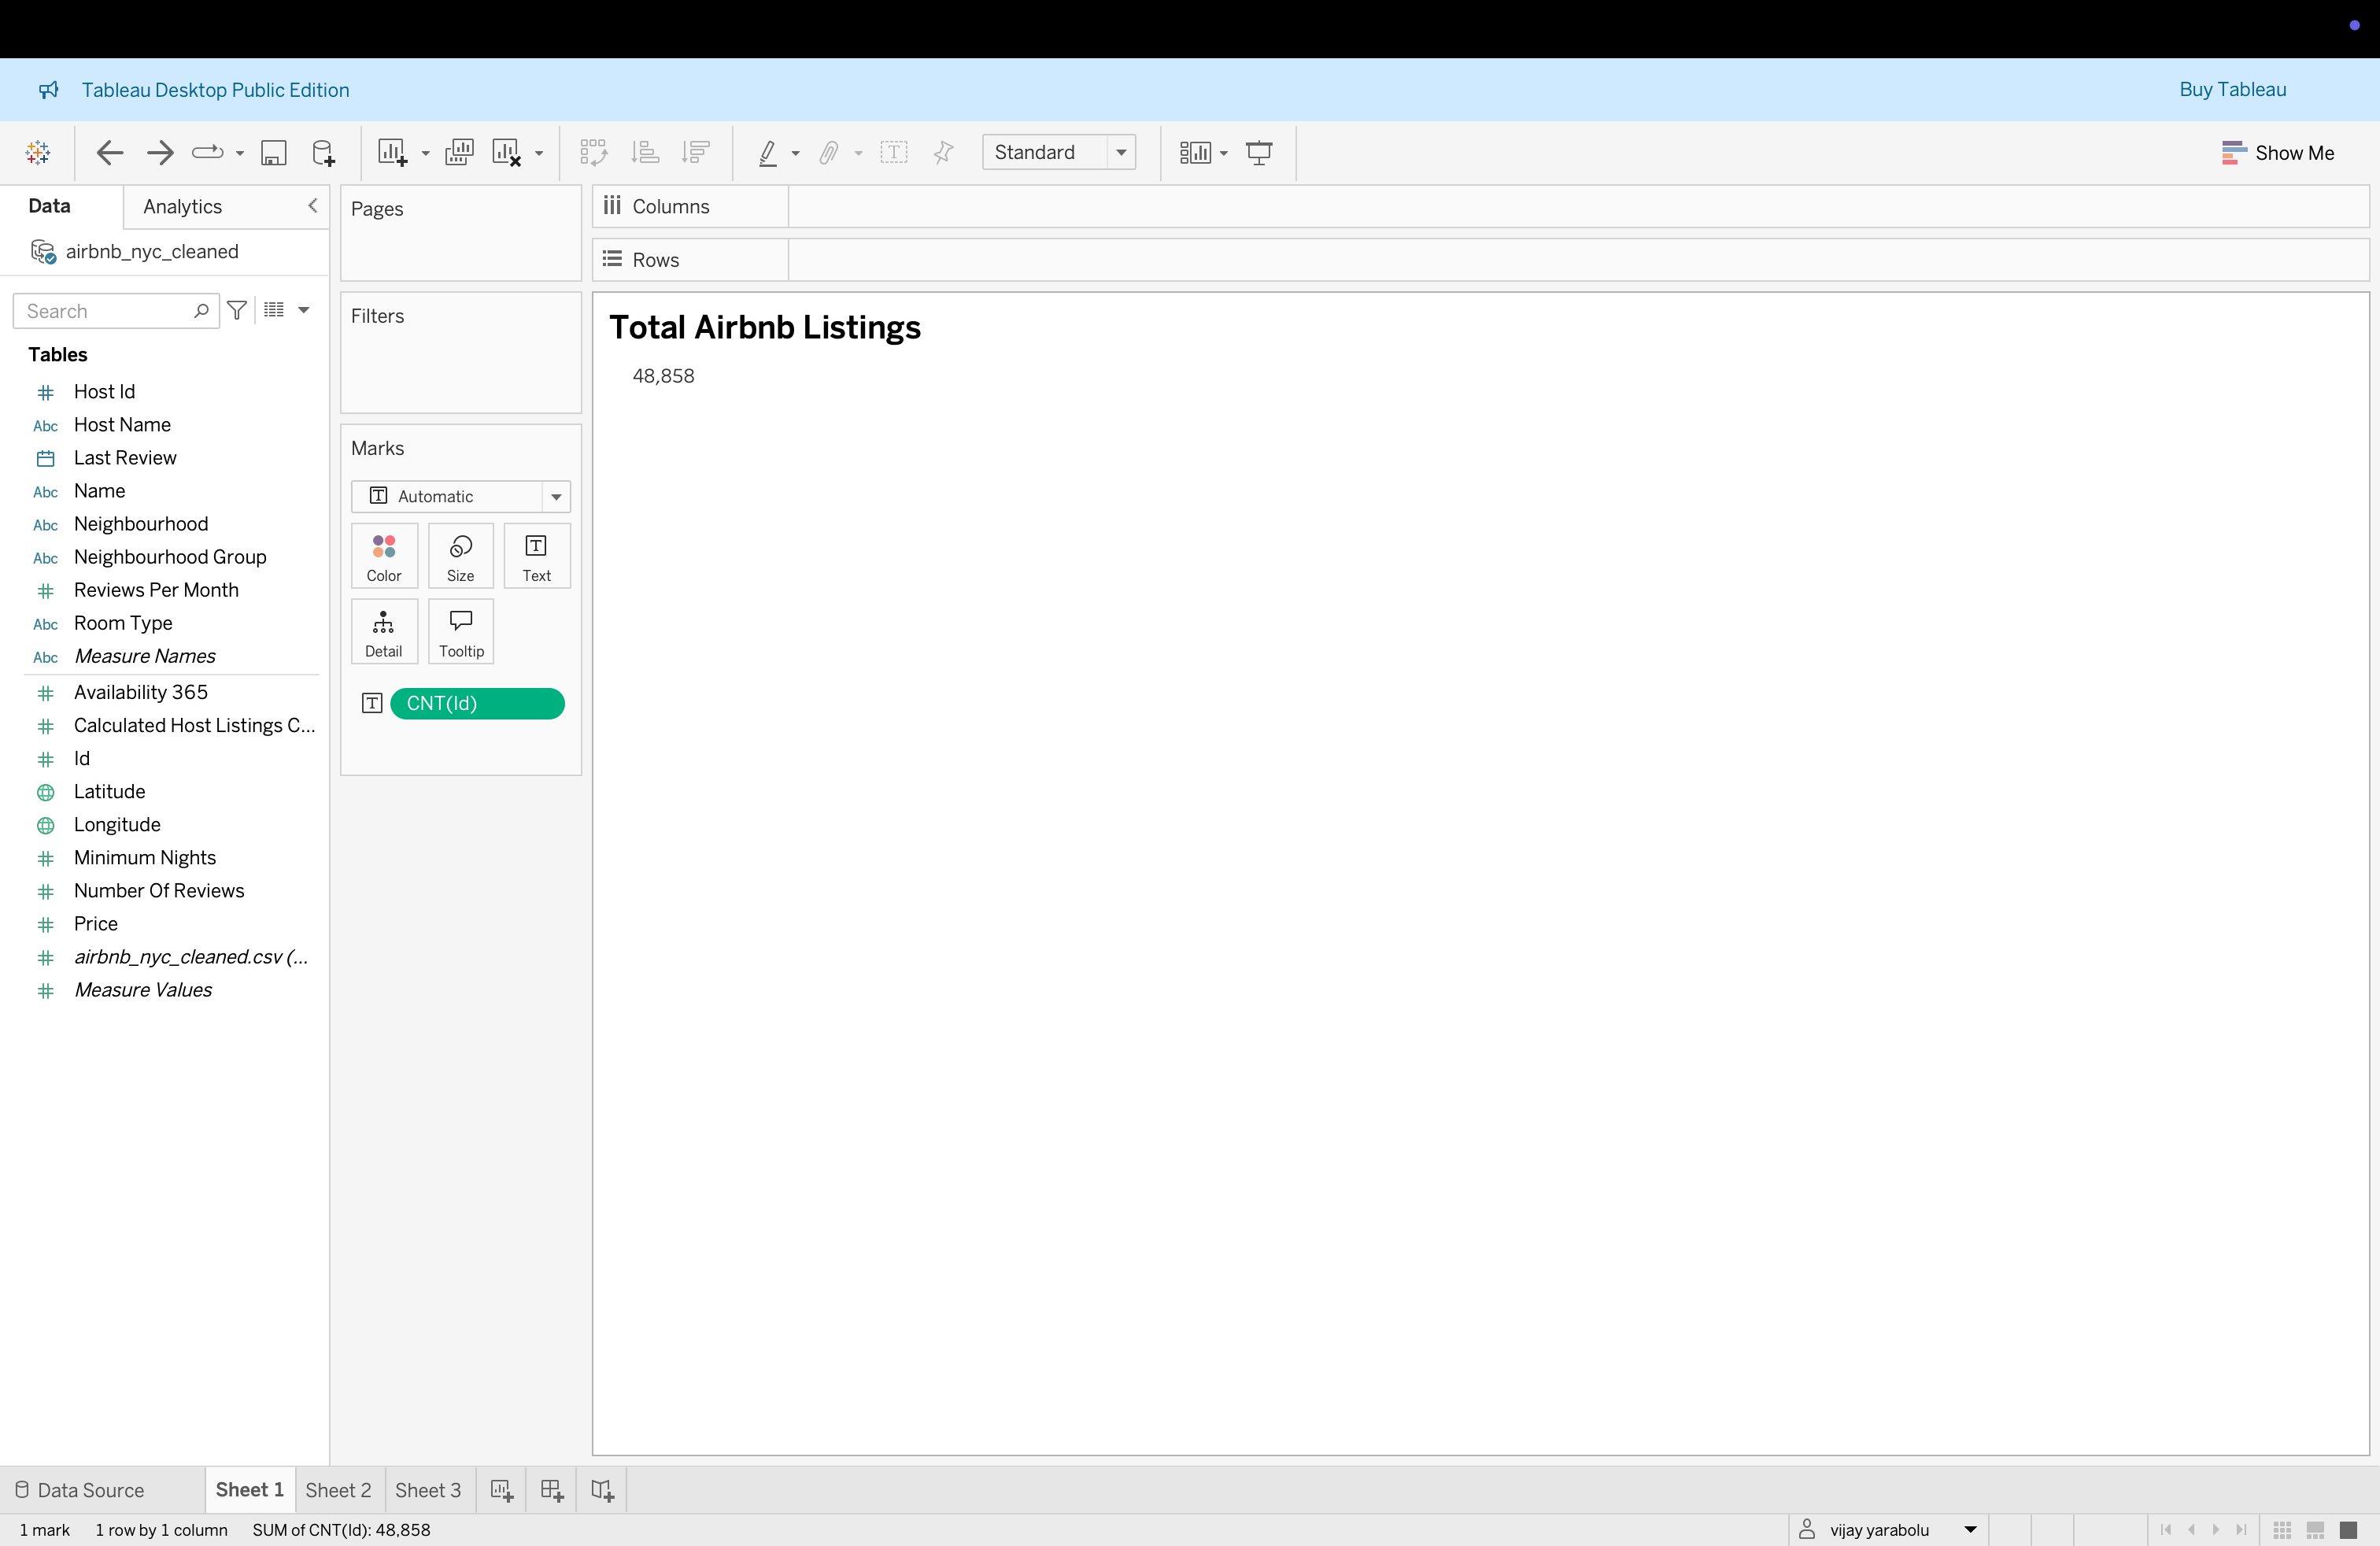 Tableau Desktop Public Edition
Buy Tableau
Standard
Show Me
Data
Analytics
airbnb_nyc_cleaned
Search
Tables
Host Id
Abc Host Name
Last Review
Abc Name
Abc Neighbourhood
Abc Neighbourhood Group
Reviews Per Month
Abc Room Type
Abc Measure Names
Availability 365
Calculated Host Listings C...
Id
Latitude
Longitude
Minimum Nights
Number Of Reviews
Price
airbnb_nyc_cleaned.csv (...
Measure Values
Pages
Filters
Marks
T Automatic
Color
Size
T
Text
Detail
Tooltip
T CNT(Id)
Columns
Rows
Total Airbnb Listings
48,858
Data Source
Sheet 1
Sheet 2
Sheet 3
1 mark
1 row by 1 column
SUM of CNT(Id): 48,858
vijay yarabolu